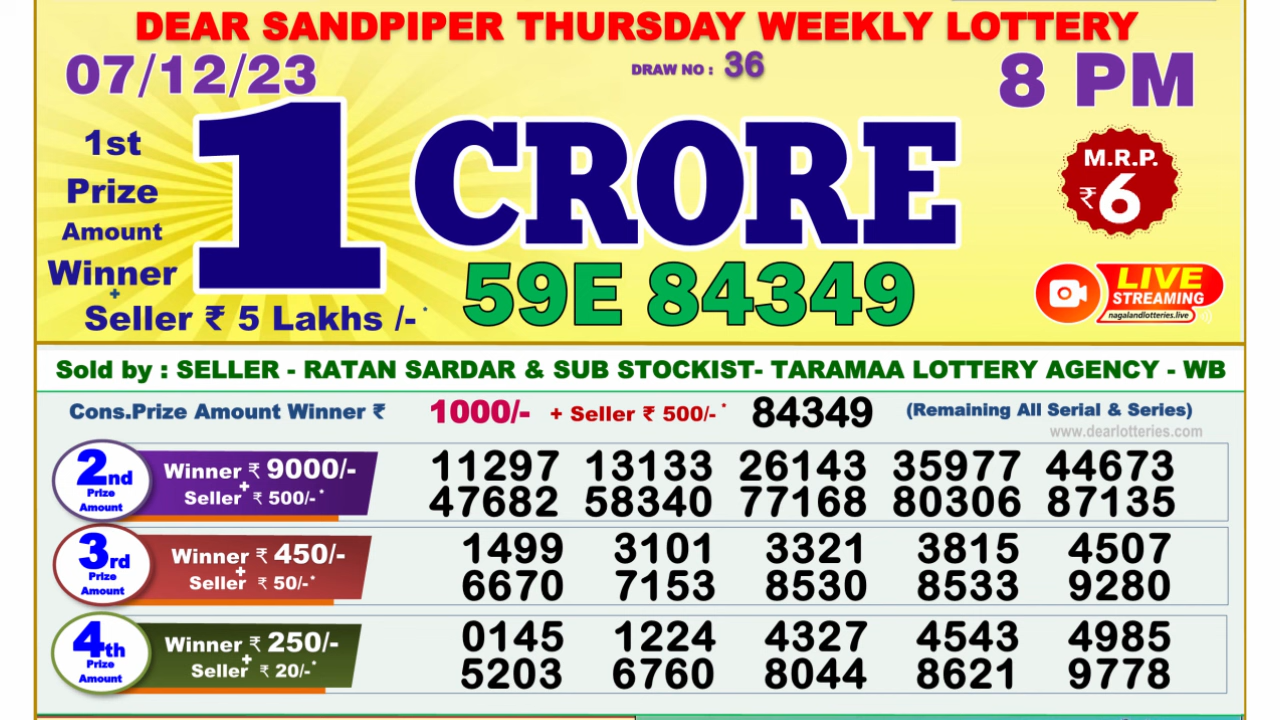 DEAR SANDPIPER THURSDAY WEEKLY LOTTERY
07/12/23
DRAW NO : 36
8 PM
1st
Prize
Amount
Winner
+
Seller ₹ 5 Lakhs /-*
1 CRORE
59E 84349
M.R.P.
₹6
LIVE
STREAMING
nagalandlotteries.live
Sold by : SELLER - RATAN SARDAR & SUB STOCKIST- TARAMAA LOTTERY AGENCY - WB
Cons.Prize Amount Winner ₹ 1000/- + Seller ₹ 500/-* 84349 (Remaining All Serial & Series)
www.dearlotteries.com
2nd
Prize
Amount
Winner ₹ 9000/-
+
Seller ₹ 500/-*
11297 13133 26143 35977 44673
47682 58340 77168 80306 87135
3rd
Prize
Amount
Winner ₹ 450/-
+
Seller ₹ 50/-*
1499 3101 3321 3815 4507
6670 7153 8530 8533 9280
4th
Prize
Amount
Winner ₹ 250/-
+
Seller ₹ 20/-*
0145 1224 4327 4543 4985
5203 6760 8044 8621 9778